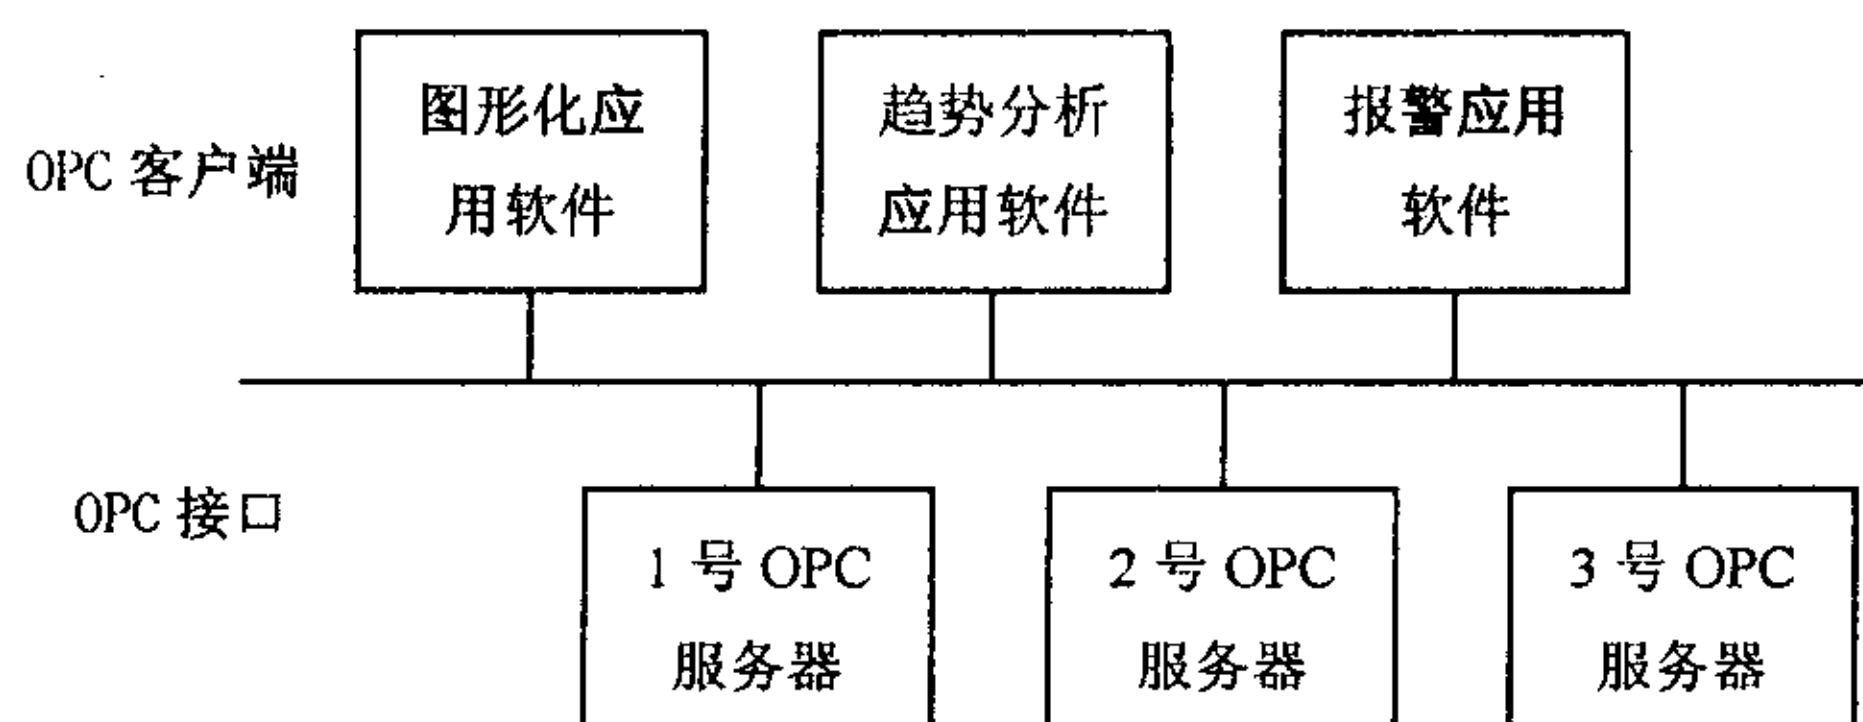 图形化应
用软件
趋势分析
应用软件
报警应用
软件
OPC 客户端
OPC 接口
1 号 OPC
服务器
2 号 OPC
服务器
3 号 OPC
服务器